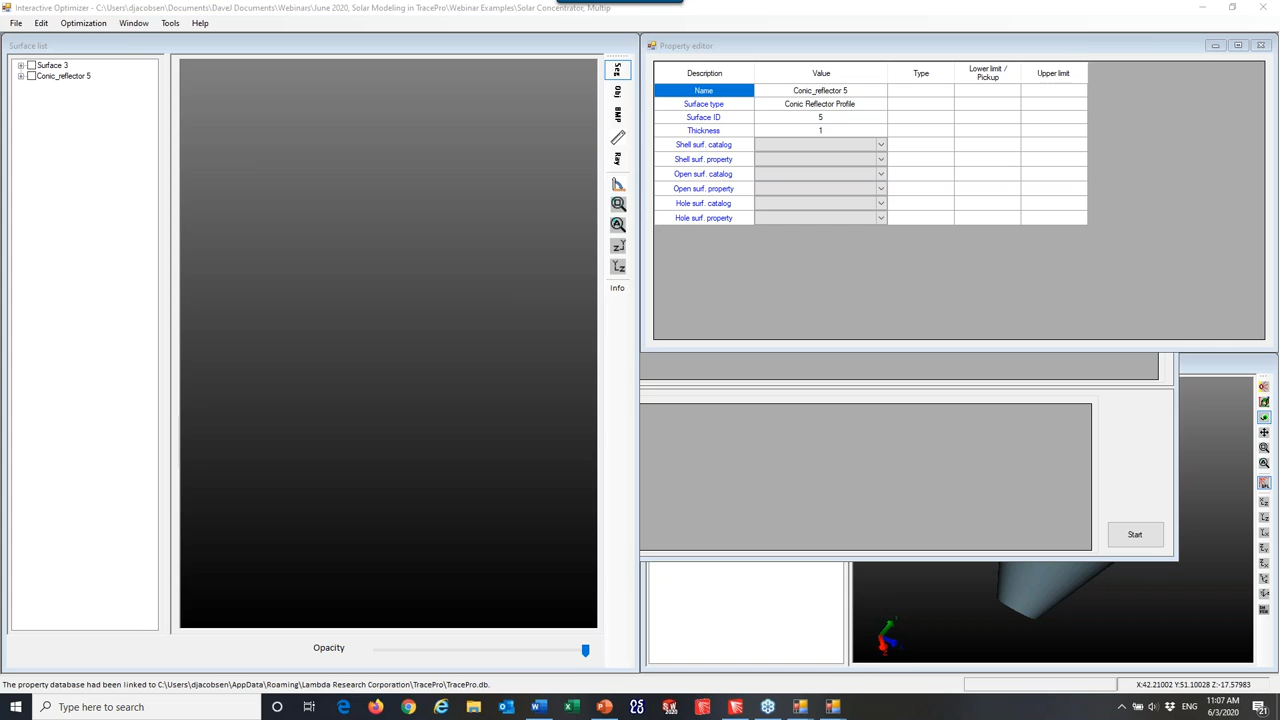 Interactive Optimizer - C:\Users\djacobsen\Documents\DaveJ Documents\Webinars\June 2020, Solar Modeling in TracePro\Webinar Examples\Solar Concentrator, Multip
File Edit Optimization Window Tools Help
Surface list
Surface 3
Conic_reflector 5
Seg
Obj
BMP
Ray
Info
Opacity
Property editor
Description Value Type Lower limit / Pickup Upper limit
Name Conic_reflector 5
Surface type Conic Reflector Profile
Surface ID 5
Thickness 1
Shell surf. catalog
Shell surf. property
Open surf. catalog
Open surf. property
Hole surf. catalog
Hole surf. property
Start
The property database had been linked to C:\Users\djacobsen\AppData\Roaming\Lambda Research Corporation\TracePro\TracePro.db.
X:42.21002 Y:51.10028 Z:-17.57983
Type here to search
11:07 AM
ENG
6/3/2020
21